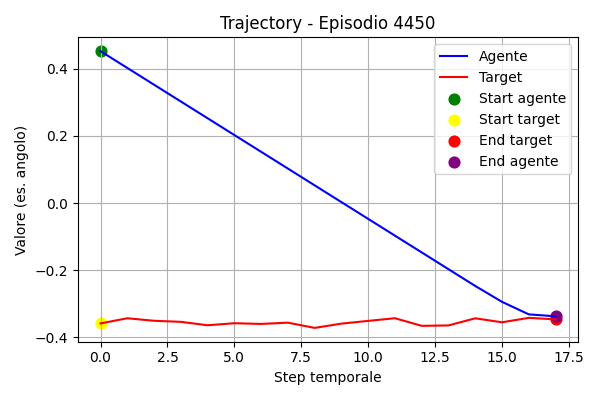 Trajectory - Episodio 4450
Valore (es. angolo)
0.4
0.2
0.0
−0.2
−0.4
Agente
Target
Start agente
Start target
End target
End agente
0.0 2.5 5.0 7.5 10.0 12.5 15.0 17.5
Step temporale